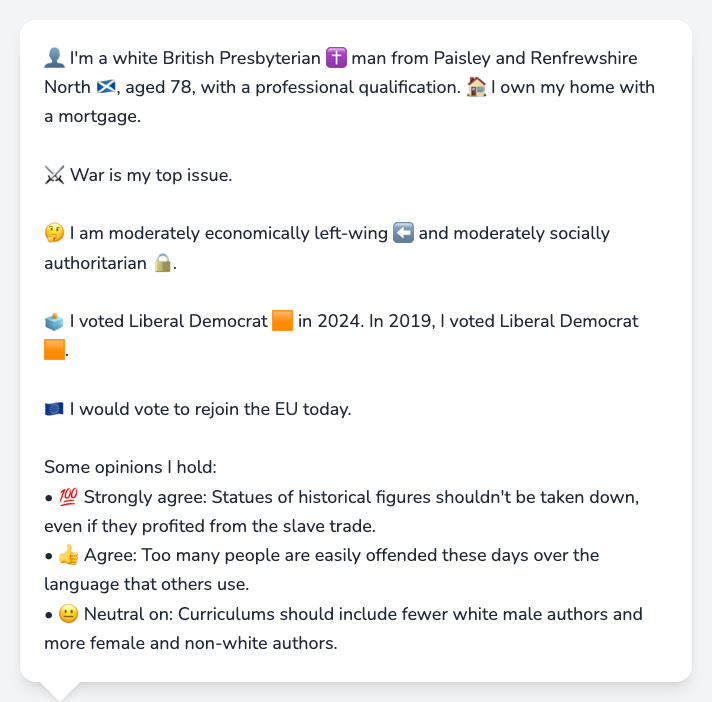 👤 I'm a white British Presbyterian ✝️ man from Paisley and Renfrewshire
North 🏴󠁧󠁢󠁳󠁣󠁴󠁿, aged 78, with a professional qualification. 🏠 I own my home with
a mortgage.
⚔️ War is my top issue.
🤔 I am moderately economically left-wing ⬅️ and moderately socially
authoritarian 🔒.
🗳️ I voted Liberal Democrat 🟧 in 2024. In 2019, I voted Liberal Democrat
🟧.
🇪🇺 I would vote to rejoin the EU today.
Some opinions I hold:
• 💯 Strongly agree: Statues of historical figures shouldn't be taken down,
even if they profited from the slave trade.
• 👍 Agree: Too many people are easily offended these days over the
language that others use.
• 😐 Neutral on: Curriculums should include fewer white male authors and
more female and non-white authors.